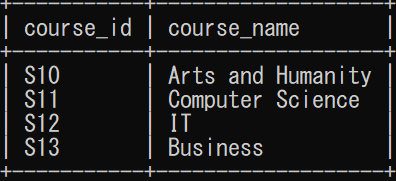 course_id course_name
S10 Arts and Humanity
S11 Computer Science
S12 IT
S13 Business